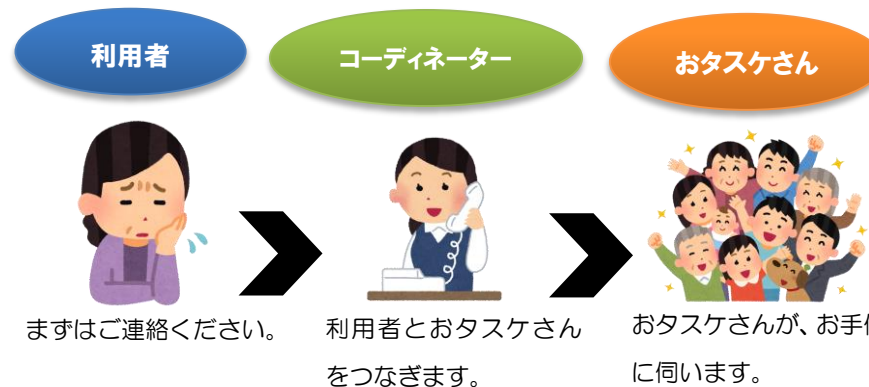 利用者
コーディネーター
おタスケさん
まずはご連絡ください。
利用者とおタスケさん
をつなぎます。
おタスケさんが、お手
に伺います。